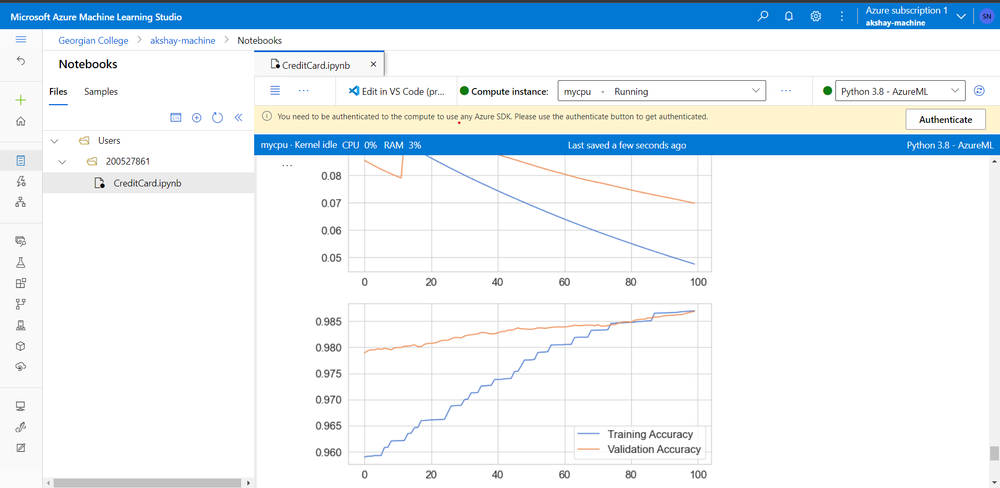 Microsoft Azure Machine Learning Studio
Azure subscription 1
akshay-machine
SN
Georgian College > akshay-machine > Notebooks
Notebooks
Files Samples
Users
200527861
CreditCard.ipynb
CreditCard.ipynb
Edit in VS Code (pr...
Compute instance:
mycpu - Running
Python 3.8 - AzureML
You need to be authenticated to the compute to use any Azure SDK. Please use the authenticate button to get authenticated.
Authenticate
mycpu · Kernel idle CPU 0% RAM 3%
Last saved a few seconds ago
Python 3.8 - AzureML
0.08
0.07
0.06
0.05
0 20 40 60 80 100
0.985
0.980
0.975
0.970
0.965
0.960
Training Accuracy
Validation Accuracy
0 20 40 60 80 100